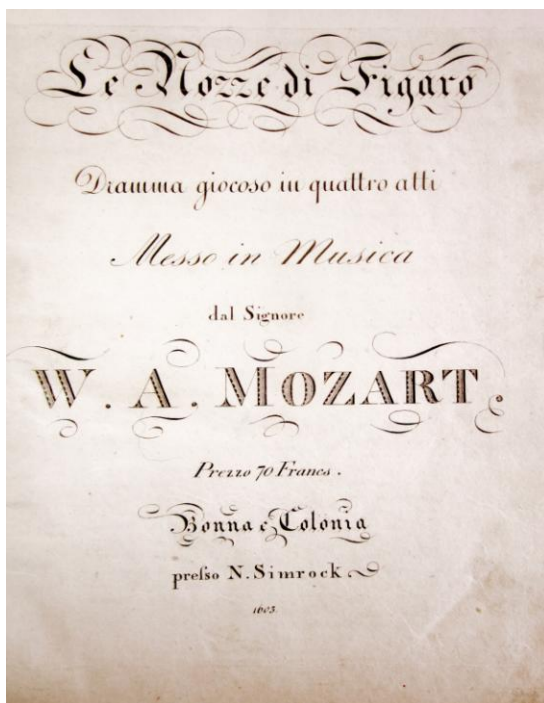 Le Nozze di Figaro
Dramma giocoso in quattro atti
Messo in Musica
dal Signore
W. A. MOZART.
Prezzo 70 Francs.
Bonna e Colonia
presſo N. Simrock
1603.